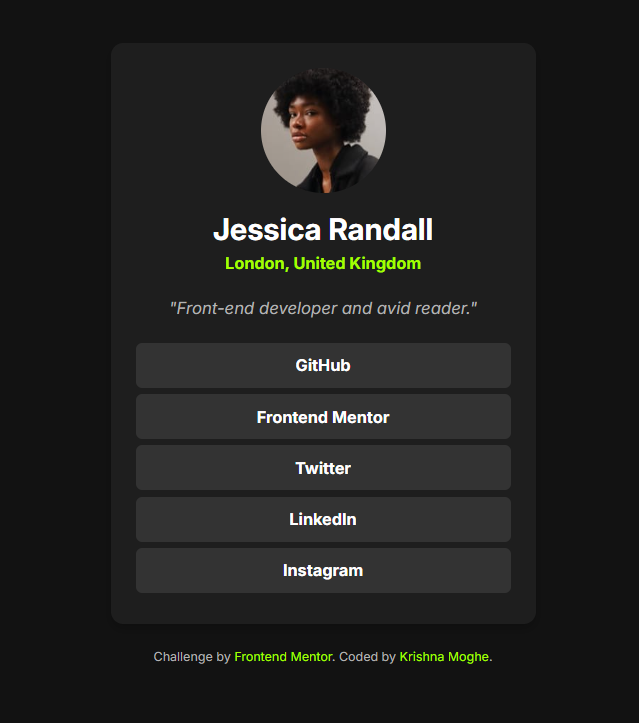 Jessica Randall
London, United Kingdom
"Front-end developer and avid reader."
GitHub
Frontend Mentor
Twitter
LinkedIn
Instagram
Challenge by Frontend Mentor. Coded by Krishna Moghe.